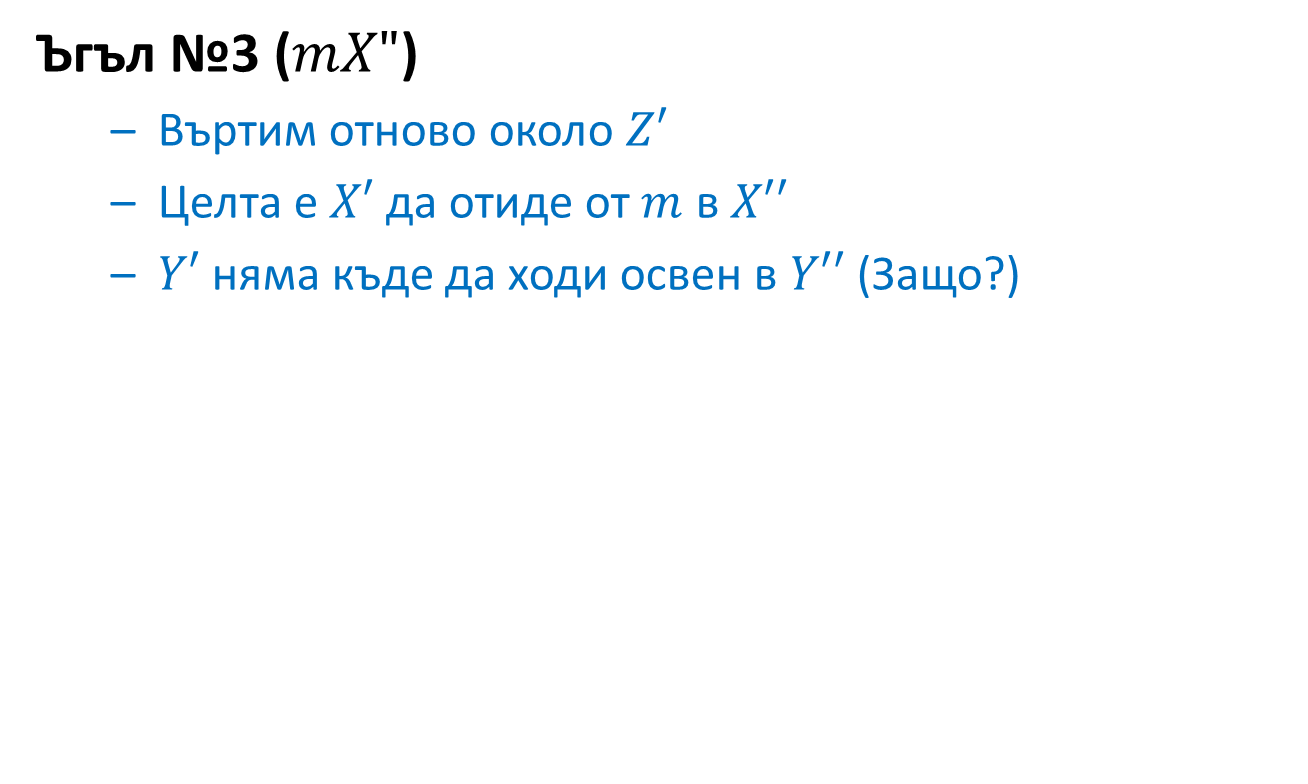 Ъгъл №3 (mX")
– Въртим отново около Z′
– Целта е X′ да отиде от m в X′′
– Y′ няма къде да ходи освен в Y′′ (Защо?)